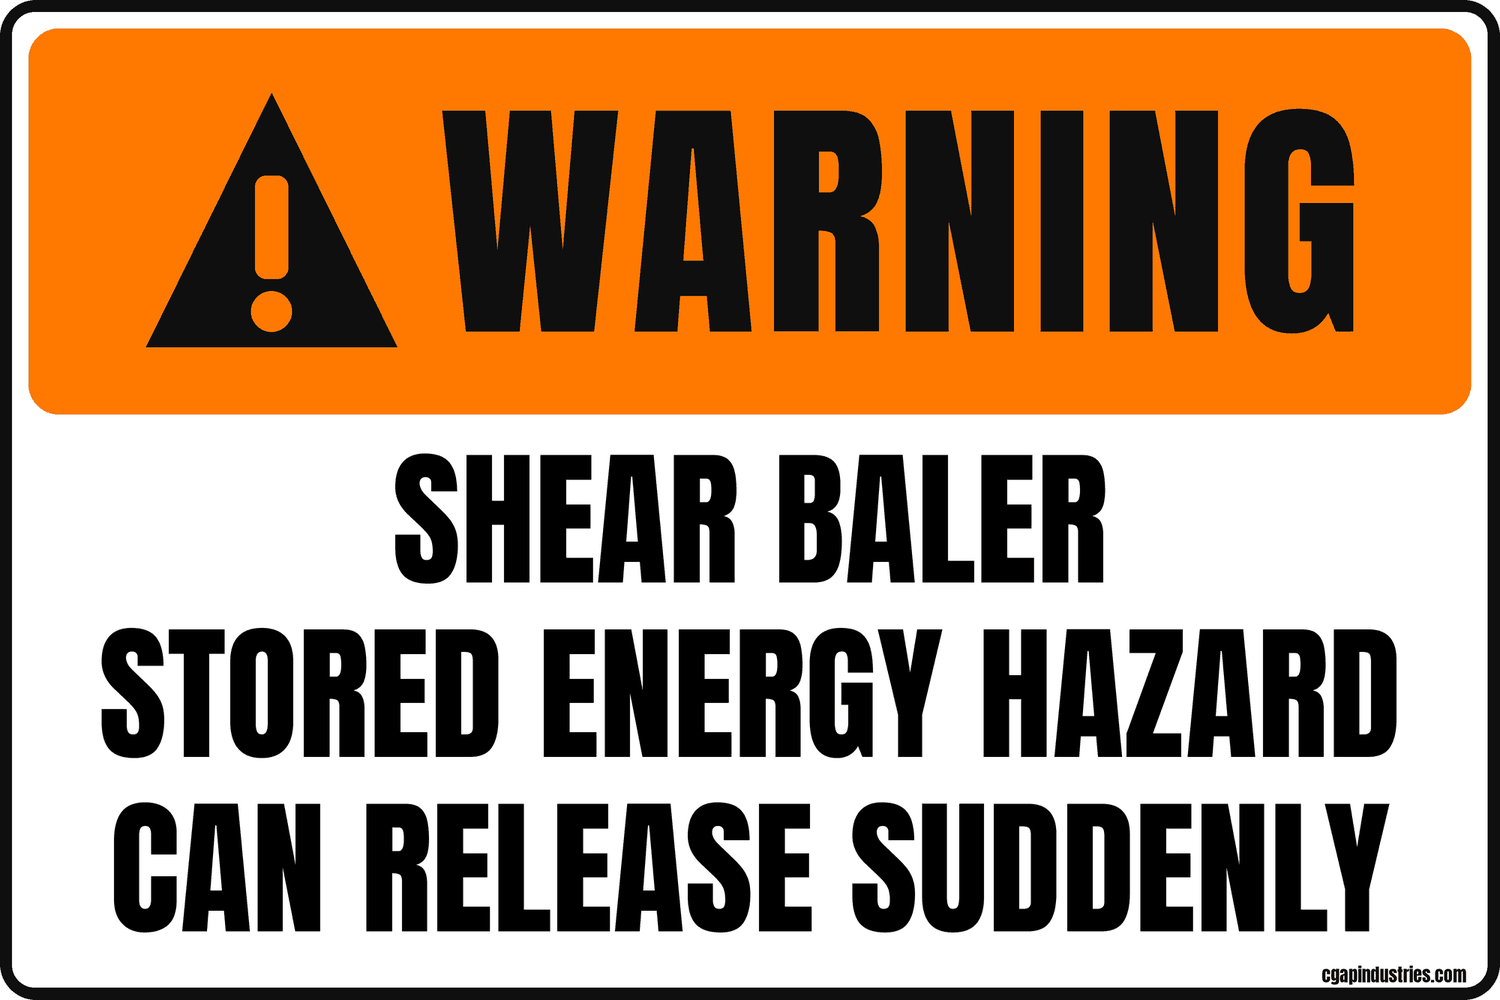 WARNING
SHEAR BALER
STORED ENERGY HAZARD
CAN RELEASE SUDDENLY
cgapindustries.com